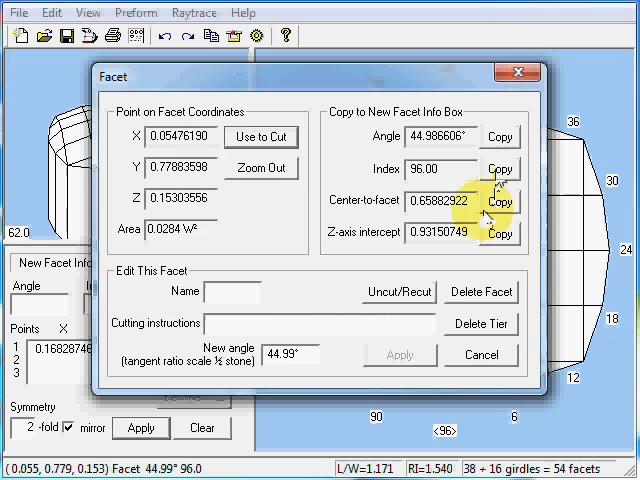 File Edit View Preform Raytrace Help
Facet
Point on Facet Coordinates
X 0.05476190 Use to Cut
Y 0.77883598 Zoom Out
Z 0.15303556
Area 0.0284 W²
Copy to New Facet Info Box
Angle 44.986606° Copy
Index 96.00 Copy
Center-to-facet 0.65882922 Copy
Z-axis intercept 0.93150749 Copy
Edit This Facet
Name Uncut/Recut Delete Facet
Cutting instructions Delete Tier
New angle
(tangent ratio scale ½ stone) 44.99° Apply Cancel
62.0
New Facet Info
Angle In
Points X
1 0.16828746
2
3
Symmetry
2 -fold mirror Apply Clear
36
30
24
18
12
90 <96> 6
( 0.055, 0.779, 0.153) Facet 44.99° 96.0 L/W=1.171 RI=1.540 38 + 16 girdles = 54 facets